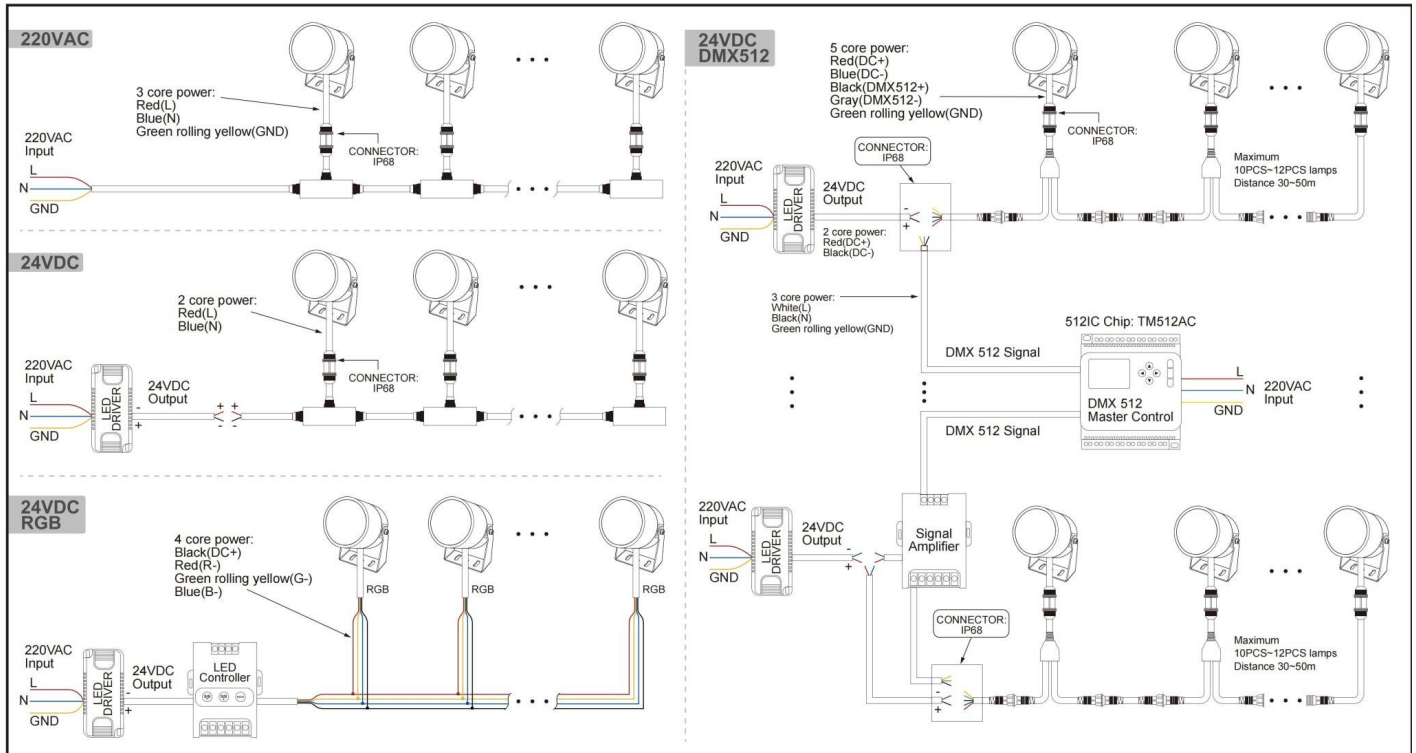 220VAC
3 core power:
Red(L)
Blue(N)
Green rolling yellow(GND)
220VAC
Input
L
N
GND
CONNECTOR:
IP68
24VDC
2 core power:
Red(L)
Blue(N)
220VAC
Input
L
N
GND
LED
DRIVER
24VDC
Output
-
+
+ +
- -
CONNECTOR:
IP68
24VDC
RGB
4 core power:
Black(DC+)
Red(R-)
Green rolling yellow(G-)
Blue(B-)
RGB
RGB
RGB
220VAC
Input
L
N
GND
LED
DRIVER
24VDC
Output
-
+
LED
Controller
24VDC
DMX512
5 core power:
Red(DC+)
Blue(DC-)
Black(DMX512+)
Gray(DMX512-)
Green rolling yellow(GND)
CONNECTOR:
IP68
CONNECTOR:
IP68
220VAC
Input
L
N
GND
LED
DRIVER
24VDC
Output
-
+
2 core power:
Red(DC+)
Black(DC-)
Maximum
10PCS~12PCS lamps
Distance 30~50m
3 core power:
White(L)
Black(N)
Green rolling yellow(GND)
512IC Chip: TM512AC
DMX 512 Signal
DMX 512
Master Control
L
N
GND
220VAC
Input
DMX 512 Signal
220VAC
Input
L
N
GND
LED
DRIVER
24VDC
Output
-
+
Signal
Amplifier
CONNECTOR:
IP68
-
+
Maximum
10PCS~12PCS lamps
Distance 30~50m